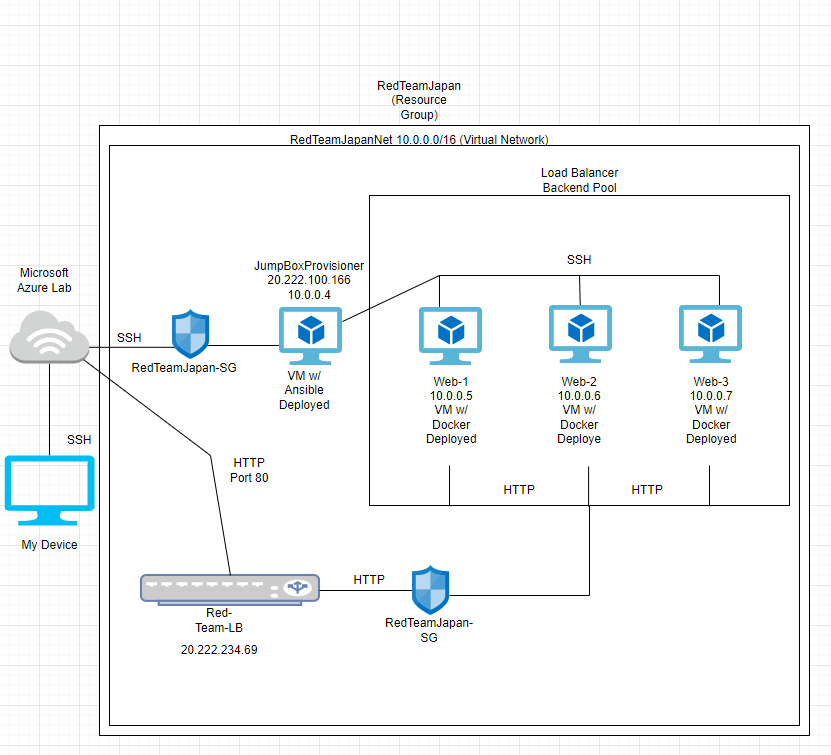 RedTeamJapan
(Resource
Group)
RedTeamJapanNet 10.0.0.0/16 (Virtual Network)
Load Balancer
Backend Pool
SSH
JumpBoxProvisioner
20.222.100.166
10.0.0.4
Microsoft
Azure Lab
SSH
RedTeamJapan-SG
VM w/
Ansible
Deployed
Web-1
10.0.0.5
VM w/
Docker
Deployed
Web-2
10.0.0.6
VM w/
Docker
Deploye
Web-3
10.0.0.7
VM w/
Docker
Deployed
SSH
My Device
HTTP
Port 80
HTTP
HTTP
HTTP
Red-
Team-LB
20.222.234.69
RedTeamJapan-
SG